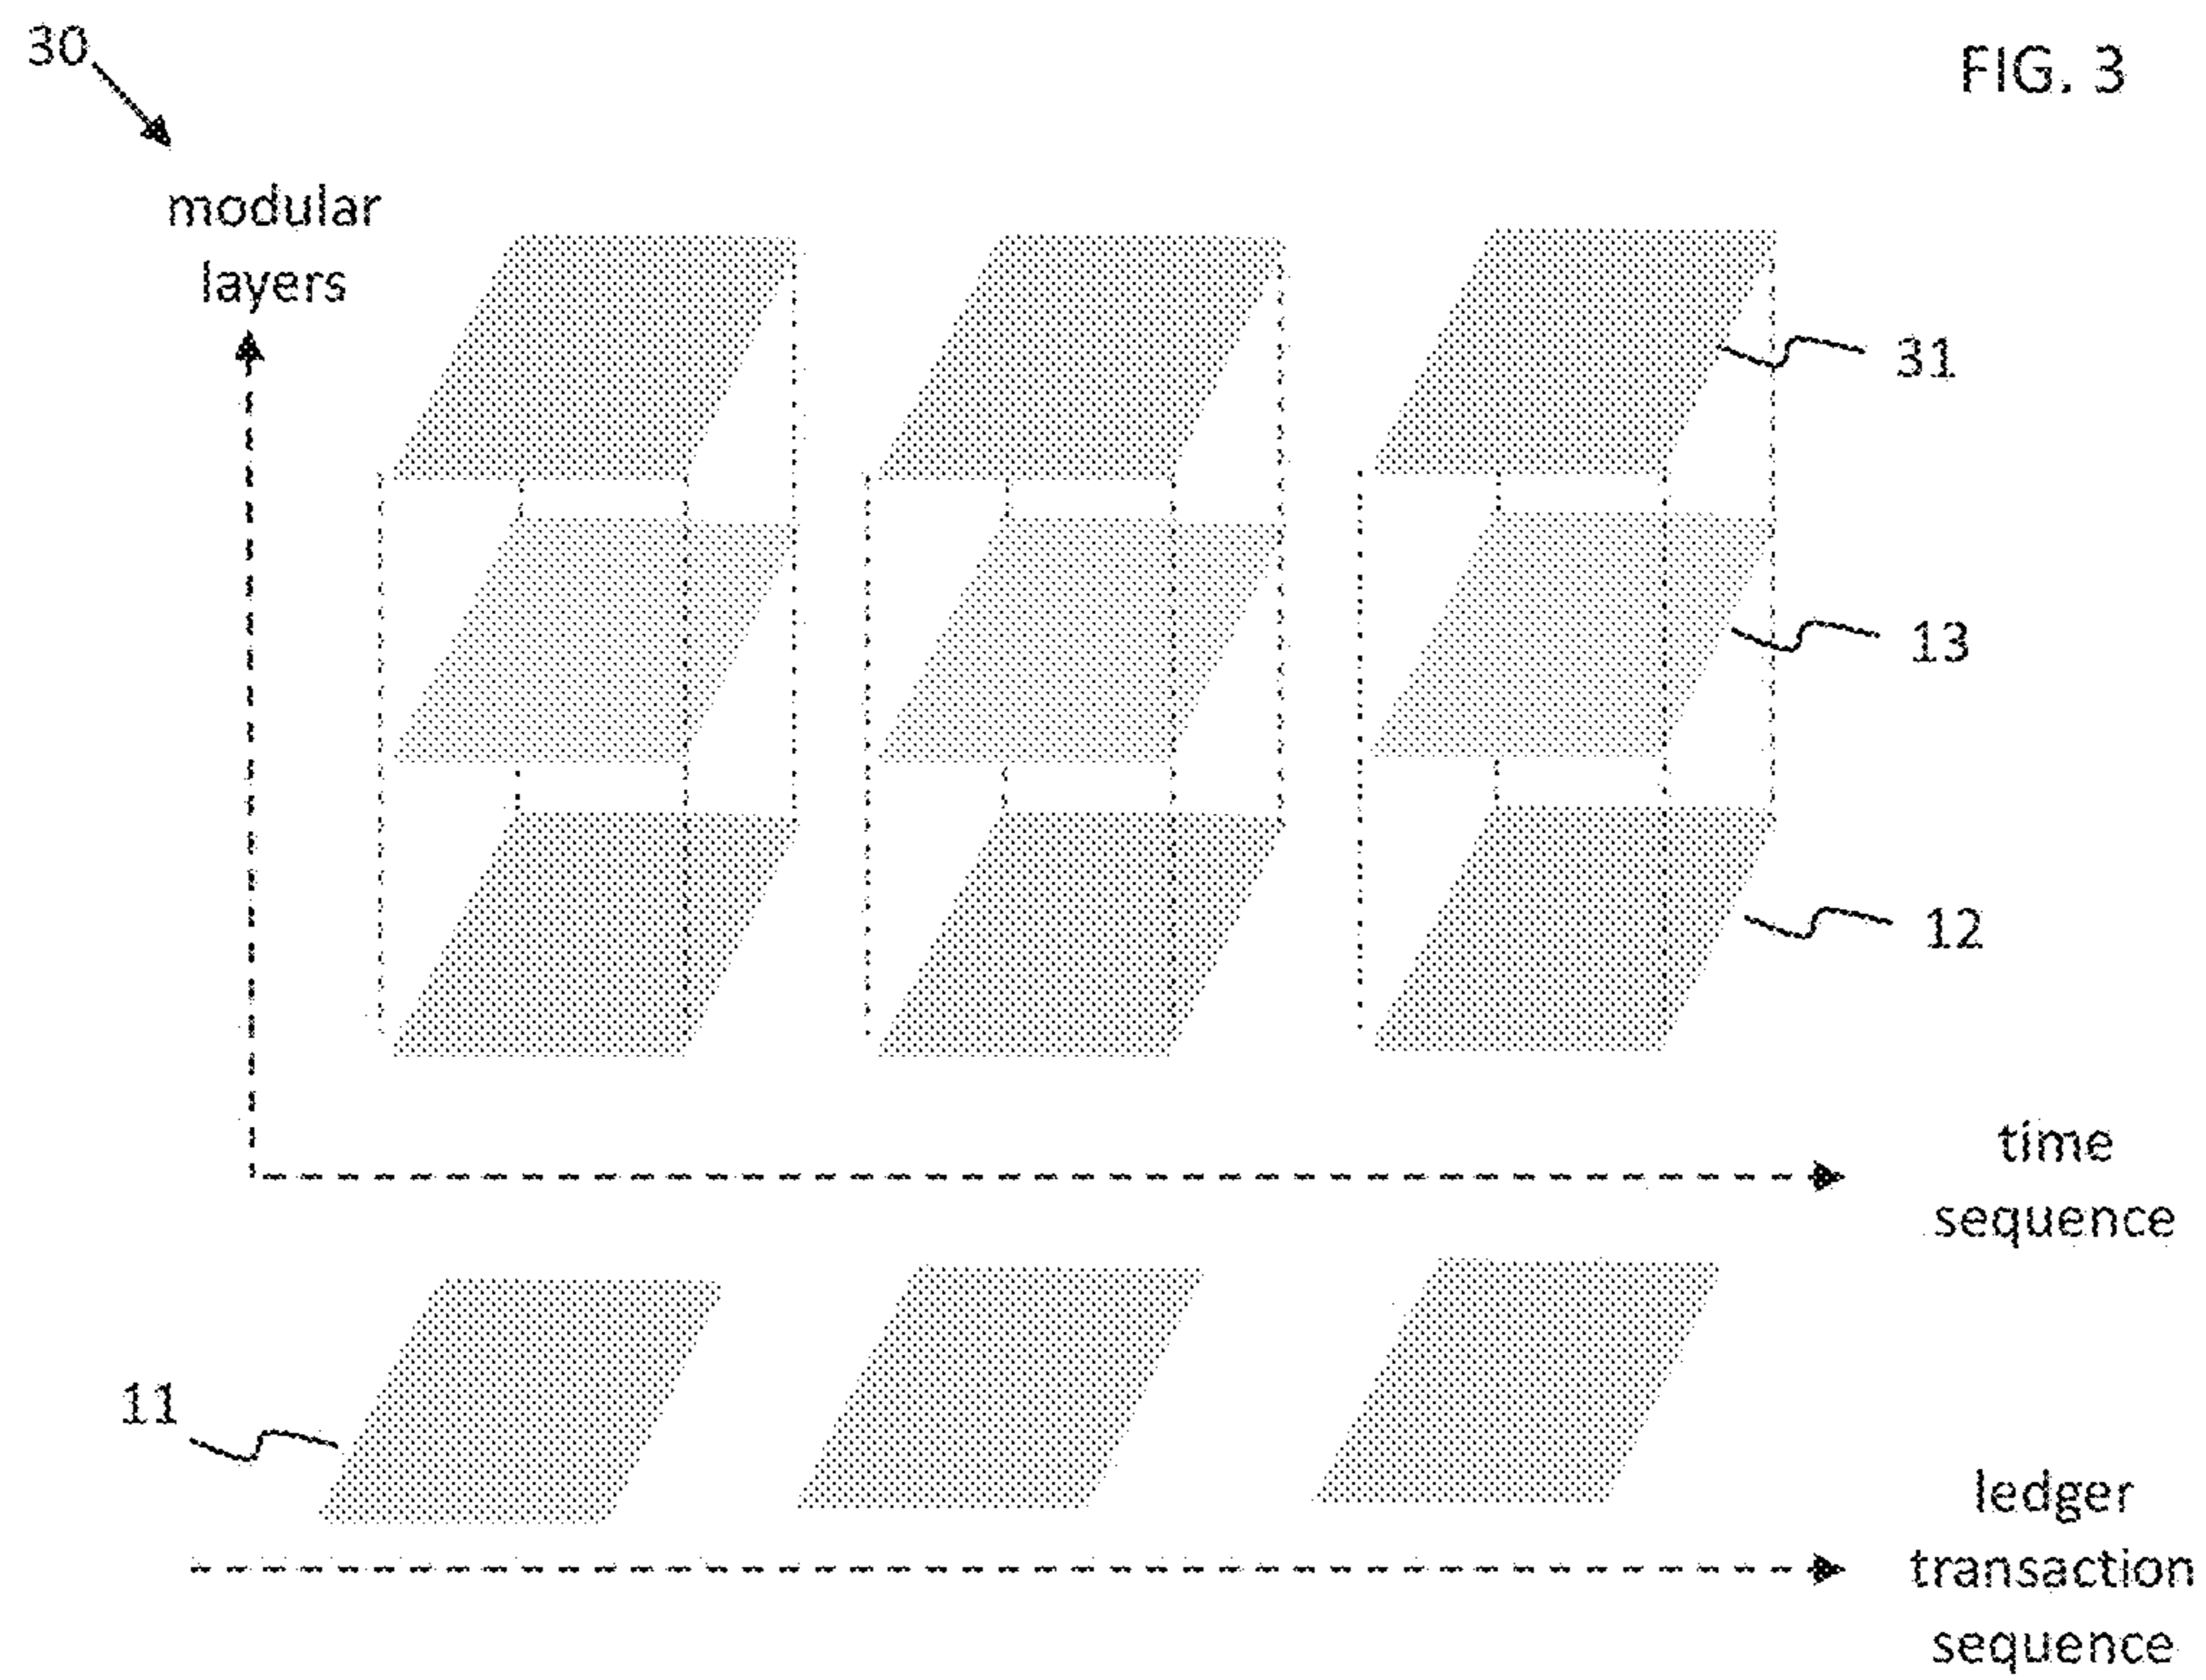 30
FIG. 3
modular
layers
31
13
12
time
sequence
11
ledger
transaction
sequence